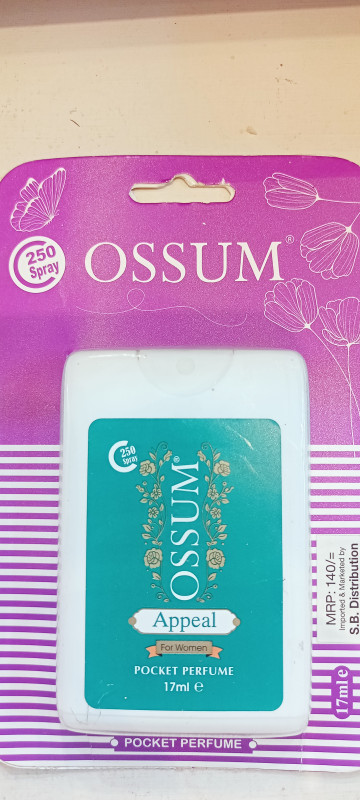 250
Spray
OSSUM®
250
Spray
OSSUM®
Appeal
For Women
POCKET PERFUME
17ml e
MRP: 140/=
Imported & Marketed by
S.B. Distribution
17ml e
POCKET PERFUME